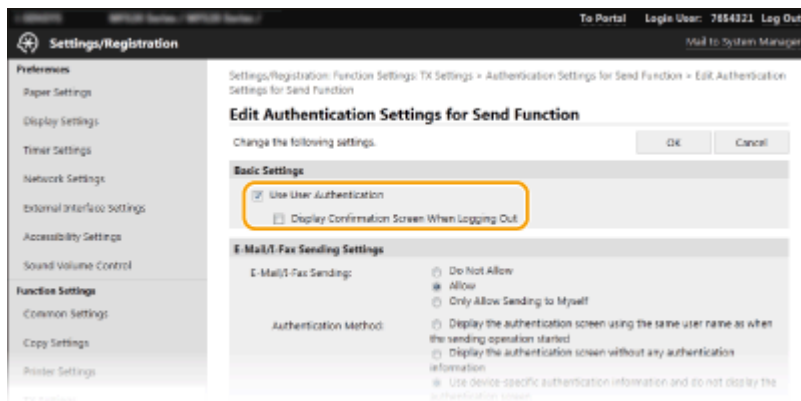 To Portal Login User: 7654321 Log Out
Settings/Registration
Mail to System Manager
Preferences
Paper Settings
Display Settings
Timer Settings
Network Settings
External Interface Settings
Accessibility Settings
Sound Volume Control
Function Settings
Common Settings
Copy Settings
Printer Settings
Settings/Registration: Function Settings: TX Settings > Authentication Settings for Send Function > Edit Authentication
Settings for Send Function
Edit Authentication Settings for Send Function
Change the following settings.
OK
Cancel
Basic Settings
Use User Authentication
Display Confirmation Screen When Logging Out
E-Mail/I-Fax Sending Settings
E-Mail/I-Fax Sending:
Do Not Allow
Allow
Only Allow Sending to Myself
Authentication Method:
Display the authentication screen using the same user name as when
the sending operation started
Display the authentication screen without any authentication
information
Use device-specific authentication information and do not display the
authentication screen